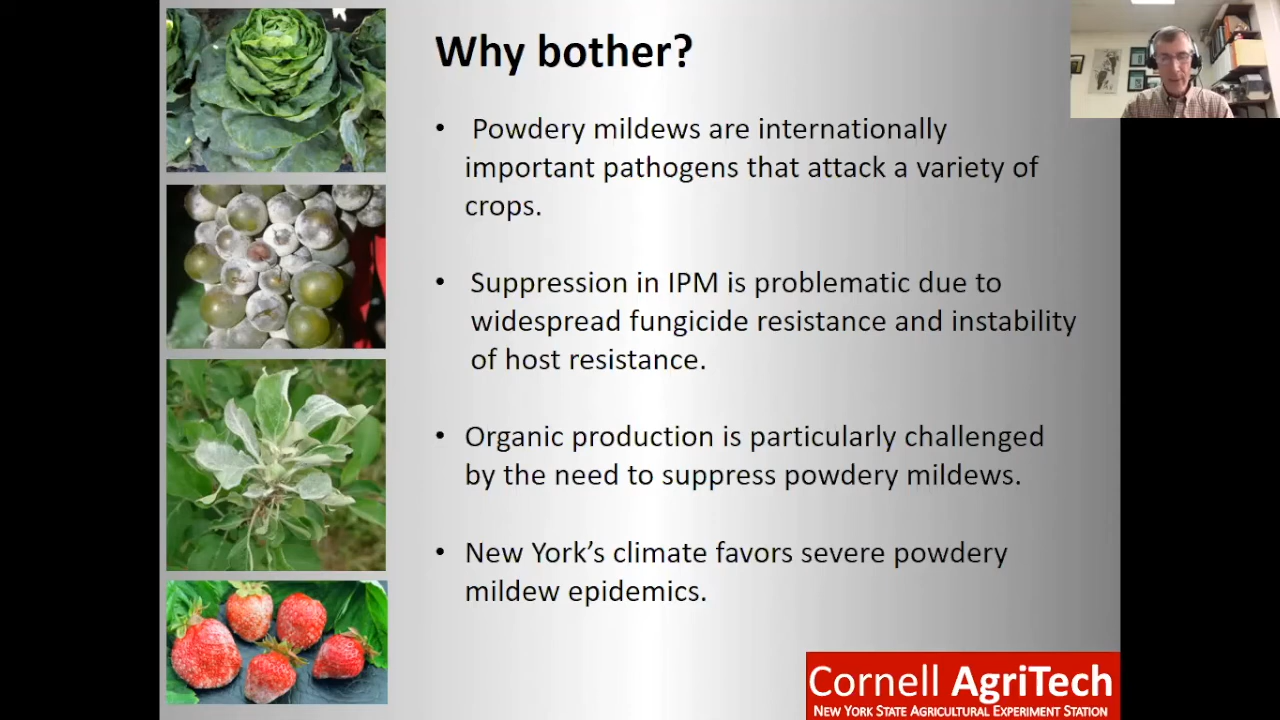 Why bother?
• Powdery mildews are internationally
important pathogens that attack a variety of
crops.
• Suppression in IPM is problematic due to
widespread fungicide resistance and instability
of host resistance.
• Organic production is particularly challenged
by the need to suppress powdery mildews.
• New York’s climate favors severe powdery
mildew epidemics.
Cornell AgriTech
NEW YORK STATE AGRICULTURAL EXPERIMENT STATION